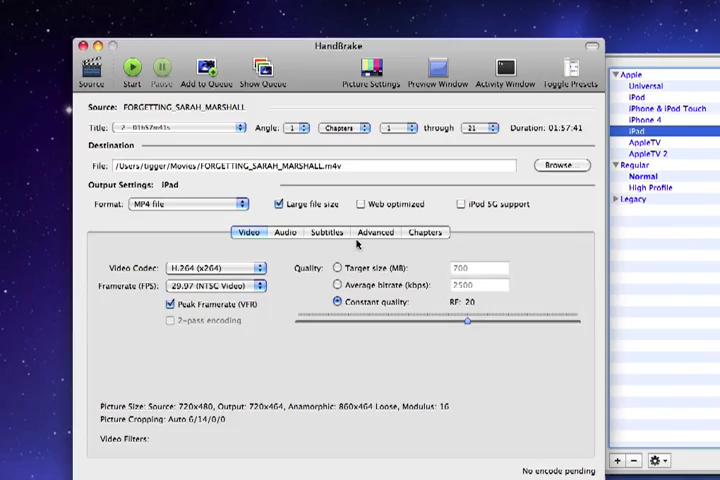 HandBrake
Source Start Pause Add to Queue Show Queue Picture Settings Preview Window Activity Window Toggle Presets
Source: FORGETTING_SARAH_MARSHALL
Title: 2 - 01h57m41s Angle: 1 Chapters 1 through 21 Duration: 01:57:41
Destination
File: /Users/tigger/Movies/FORGETTING_SARAH_MARSHALL.m4v Browse...
Output Settings: iPad
Format: MP4 file Large file size Web optimized iPod 5G support
Video Audio Subtitles Advanced Chapters
Video Codec: H.264 (x264) Quality: Target size (MB): 700
Framerate (FPS): 29.97 (NTSC Video) Average bitrate (kbps): 2500
Peak Framerate (VFR) Constant quality: RF: 20
2-pass encoding
Picture Size: Source: 720x480, Output: 720x464, Anamorphic: 860x464 Loose, Modulus: 16
Picture Cropping: Auto 6/14/0/0
Video Filters:
No encode pending
Apple
Universal
iPod
iPhone & iPod Touch
iPhone 4
iPad
AppleTV
AppleTV 2
Regular
Normal
High Profile
Legacy